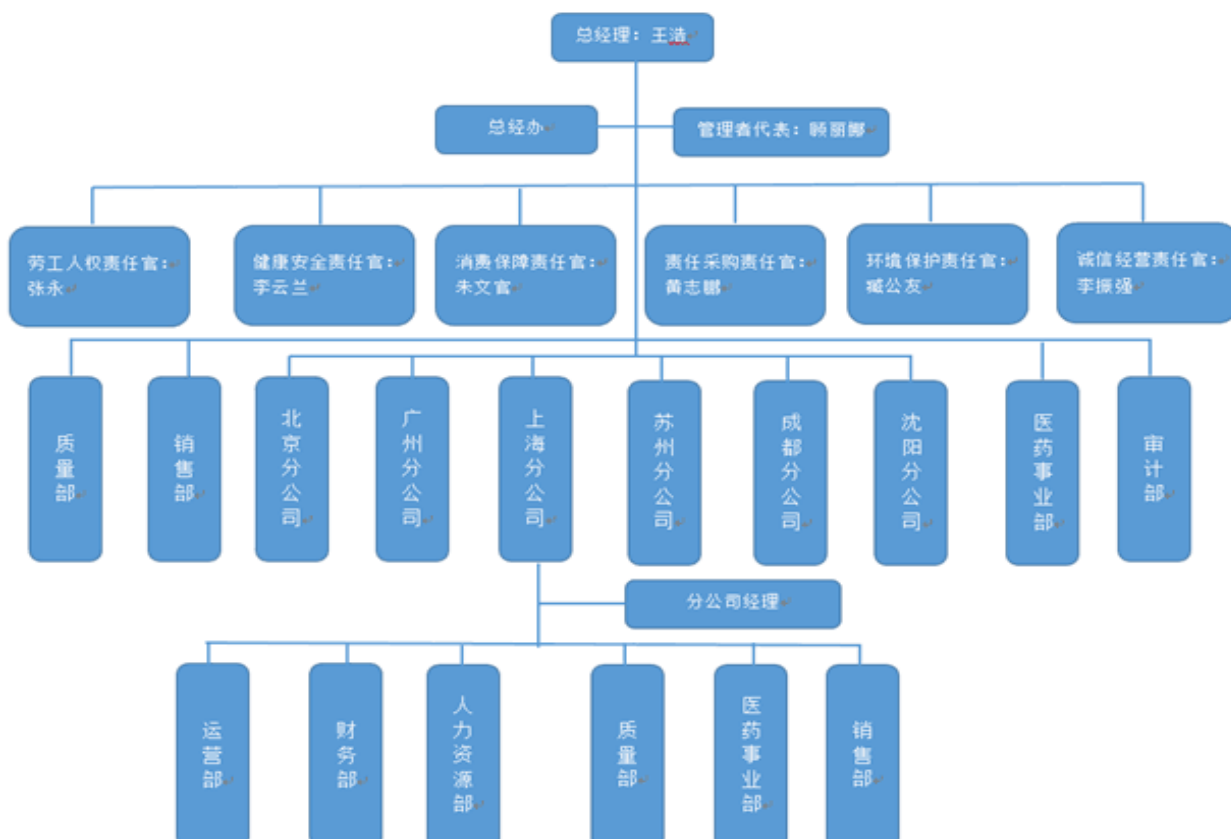 总经理：王浩
总经办
管理者代表：顾丽娜
劳工人权责任官：
张永
健康安全责任官：
李云兰
消费保障责任官：
朱文官
责任采购责任官：
黄志鹏
环境保护责任官：
臧公友
诚信经营责任官：
李振强
质量部
销售部
北京分公司
广州分公司
上海分公司
苏州分公司
成都分公司
沈阳分公司
医药事业部
审计部
分公司经理
运营部
财务部
人力资源部
质量部
医药事业部
销售部